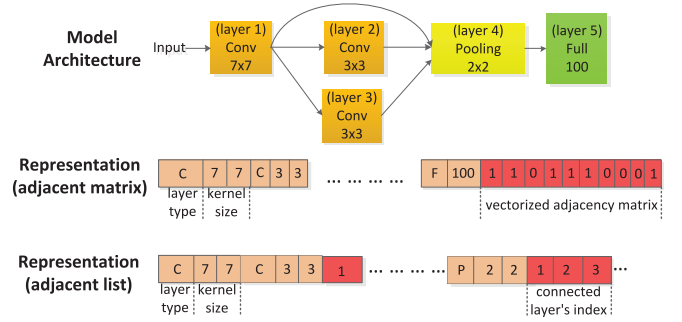 Model
Architecture
Input
(layer 1)
Conv
7x7
(layer 2)
Conv
3x3
(layer 3)
Conv
3x3
(layer 4)
Pooling
2x2
(layer 5)
Full
100
Representation
(adjacent matrix)
C 7 7 C 3 3 ... ... ... ... F 100 1 1 0 1 1 1 0 0 0 1
layer
type
kernel
size
vectorized adjacency matrix
Representation
(adjacent list)
C 7 7 C 3 3 1 ... ... ... ... P 2 2 1 2 3 ...
layer
type
kernel
size
connected
layer's index